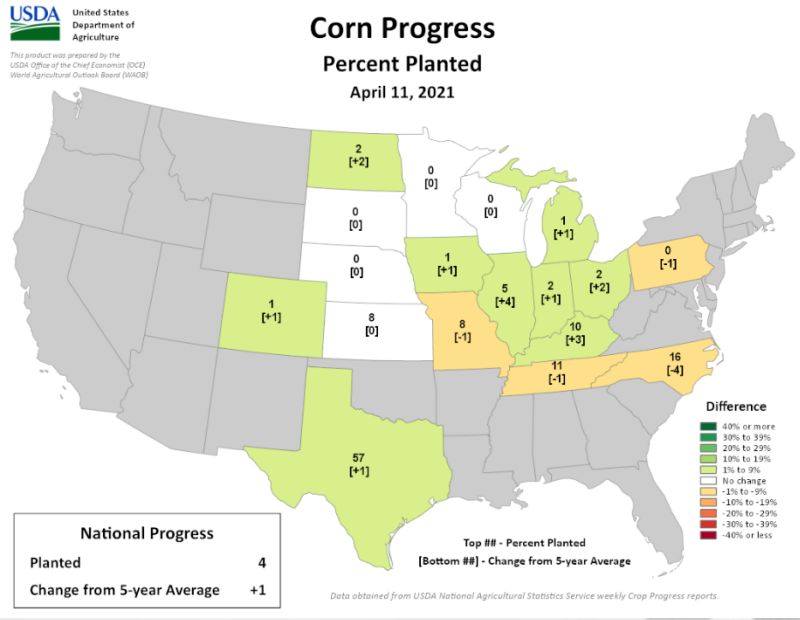 USDA
United States
Department of
Agriculture
This product was prepared by the
USDA Office of the Chief Economist (OCE)
World Agricultural Outlook Board (WAOB)
Corn Progress
Percent Planted
April 11, 2021
2
[+2]
0
[0]
0
[0]
0
[0]
1
[+1]
0
[-1]
0
[0]
1
[+1]
5
[+4]
2
[+1]
2
[+2]
1
[+1]
8
[0]
8
[-1]
10
[+3]
11
[-1]
16
[-4]
57
[+1]
Difference
40% or more
30% to 39%
20% to 29%
10% to 19%
1% to 9%
No change
-1% to -9%
-10% to -19%
-20% to -29%
-30% to -39%
-40% or less
National Progress
Planted 4
Change from 5-year Average +1
Top ## - Percent Planted
[Bottom ##] - Change from 5-year Average
Data obtained from USDA National Agricultural Statistics Service weekly Crop Progress reports.